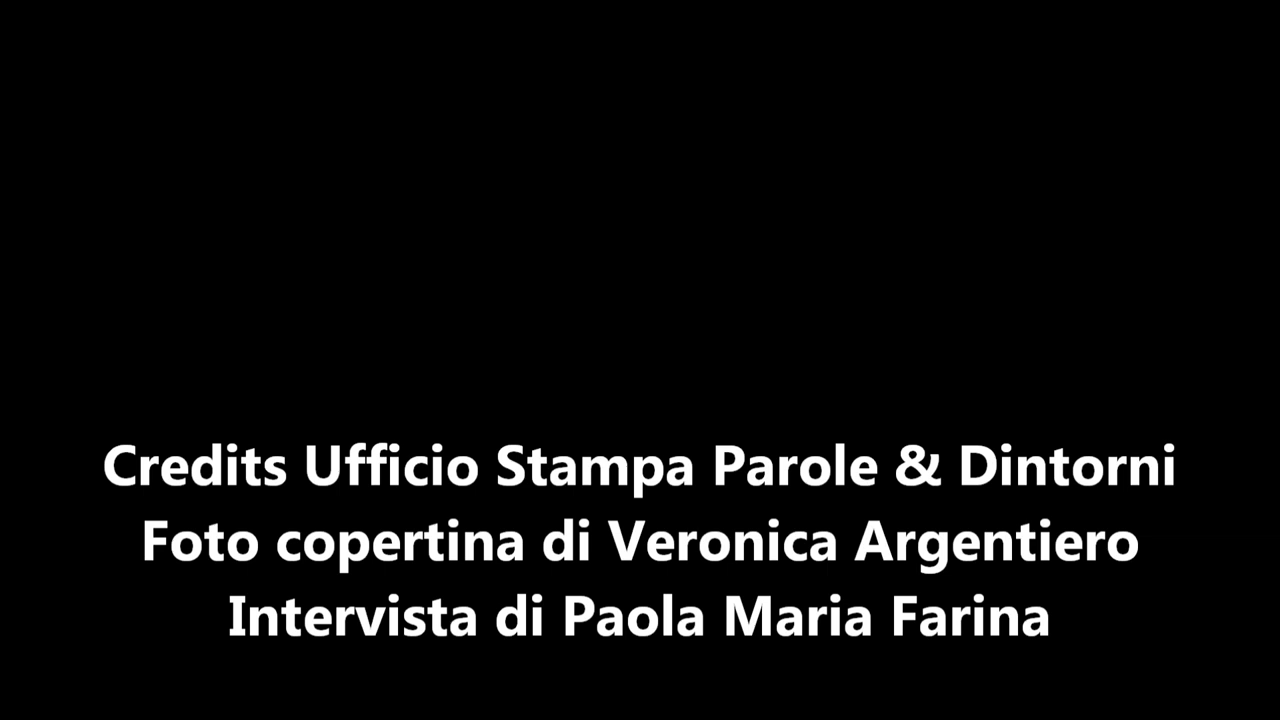 Credits Ufficio Stampa Parole & Dintorni
Foto copertina di Veronica Argentiero
Intervista di Paola Maria Farina